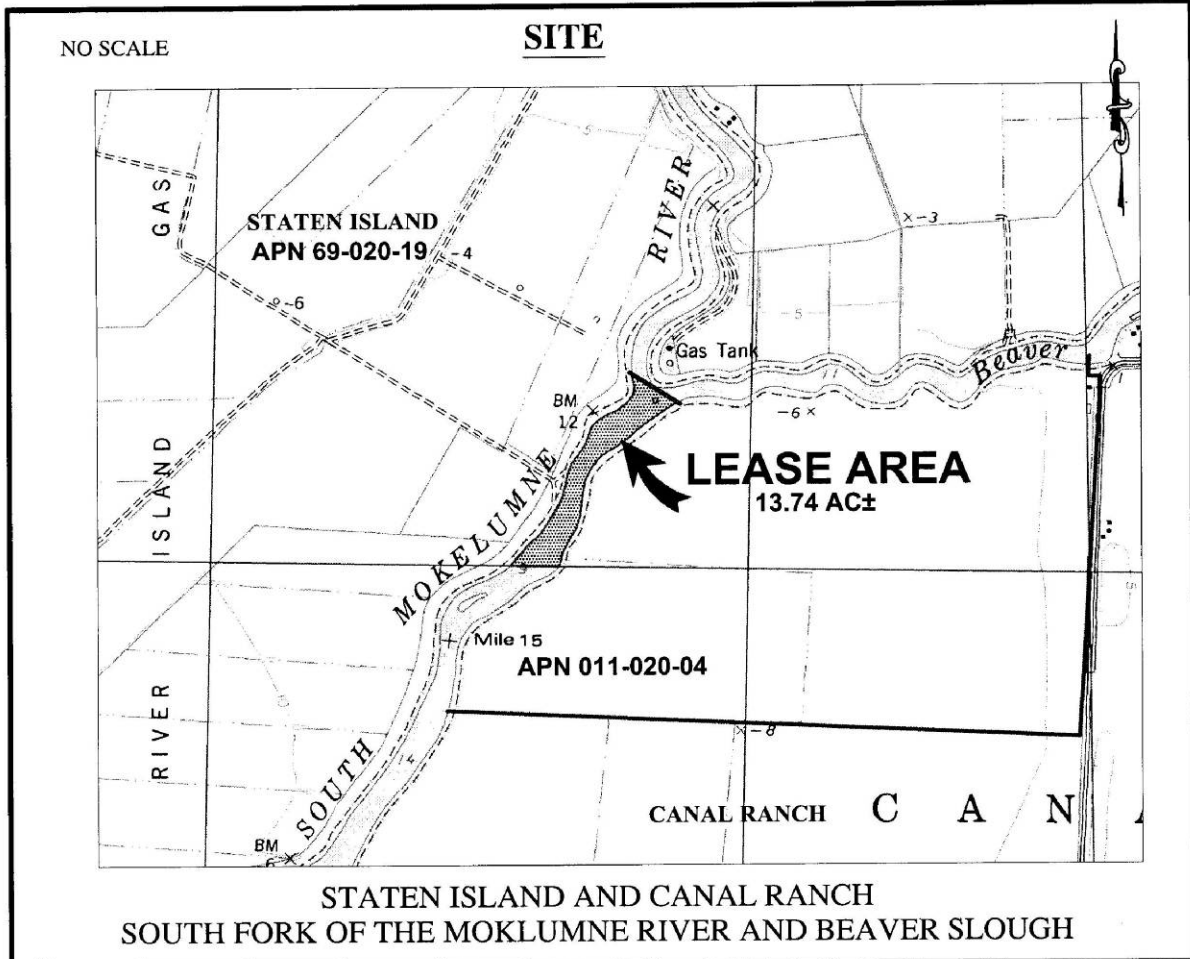 SITE
NO SCALE
GAS
STATEN ISLAND
APN 69-020-19
-4
-5
RIVER
-3
-6
-5
Gas Tank
Beaver
BM
12
-6
ISLAND
MOKELUMNE
LEASE AREA
13.74 AC±
Mile 15
APN 011-020-04
RIVER
SOUTH
-8
CANAL RANCH
C A N
BM
6
STATEN ISLAND AND CANAL RANCH
SOUTH FORK OF THE MOKLUMNE RIVER AND BEAVER SLOUGH